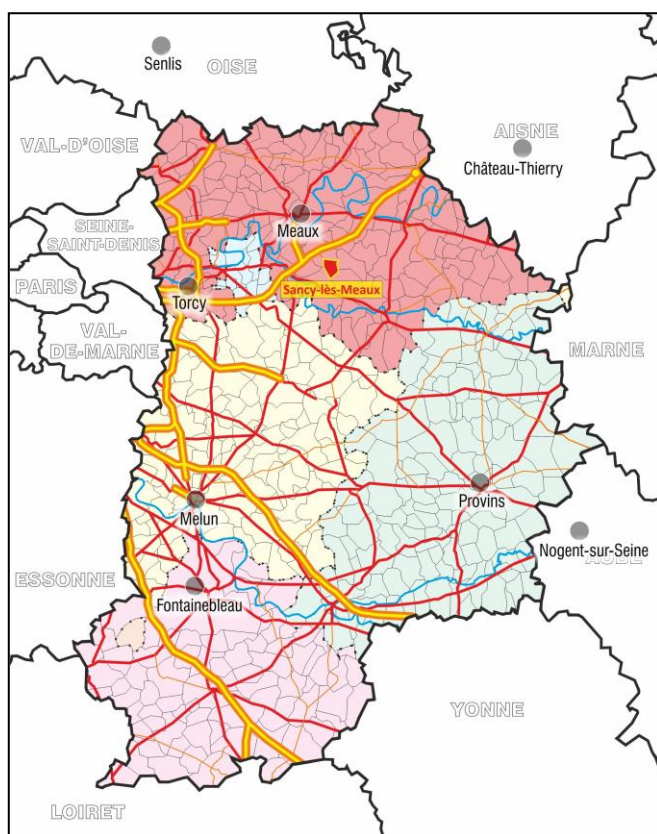 Senlis
OISE
VAL-D'OISE
AISNE
Château-Thierry
SEINE-
SAINT-DENIS
Meaux
PARIS
Torcy
Sancy-lès-Meaux
VAL-
DE-MARNE
MARNE
Provins
Melun
Nogent-sur-Seine
AUBE
ESSONNE
Fontainebleau
YONNE
LOIRET